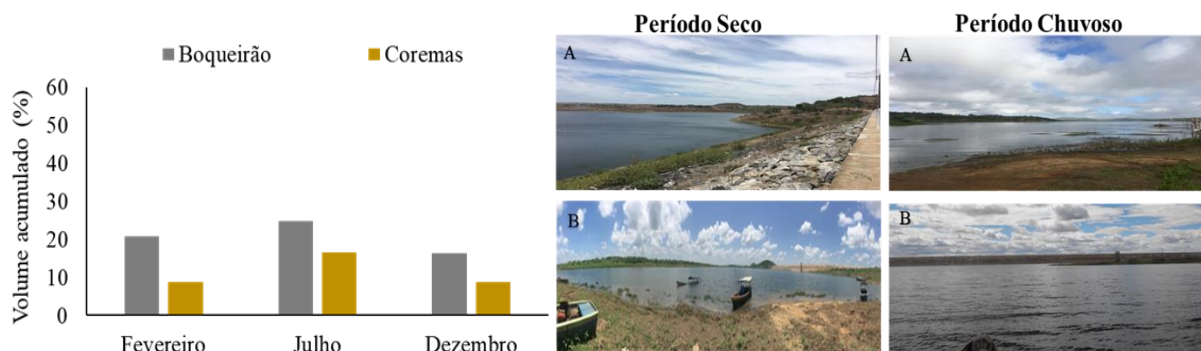 Boqueirão Coremas
Volume acumulado (%)
60
50
40
30
20
10
0
Fevereiro Julho Dezembro
Período Seco Período Chuvoso
A A
B B